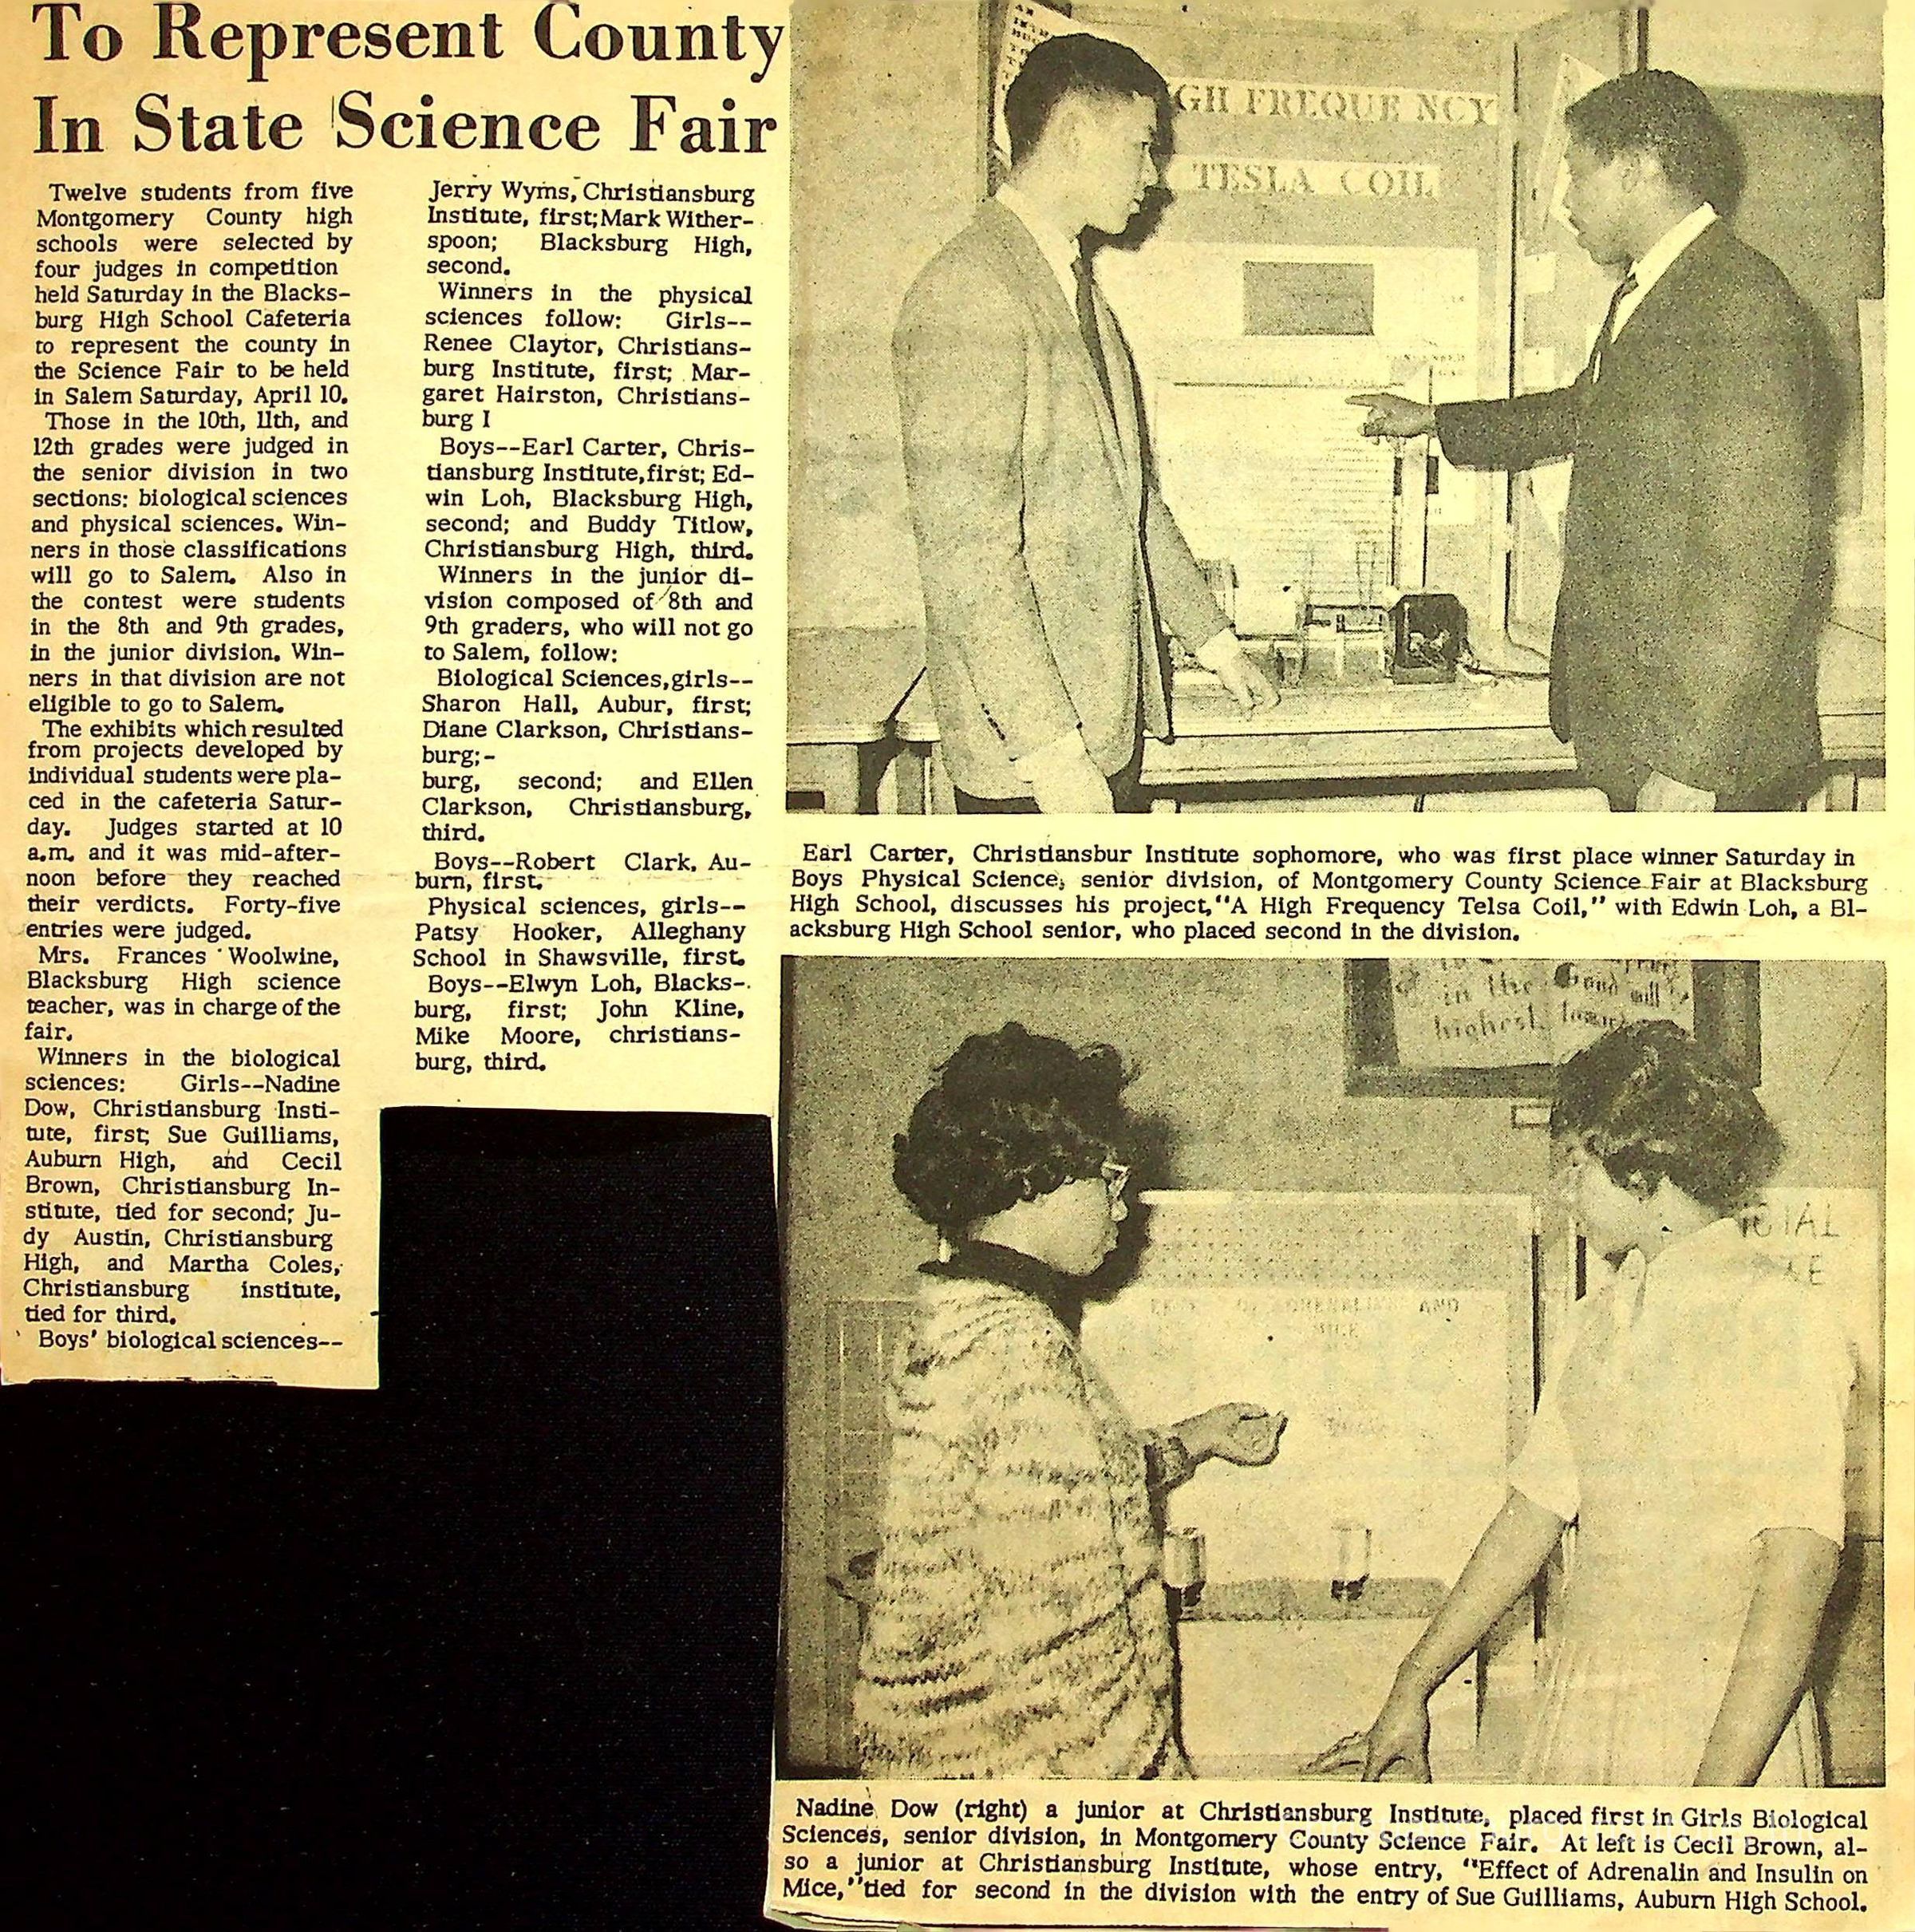 To Represent County
In State Science Fair
Twelve students from five
Montgomery County high
schools were selected by
four judges in competition
held Saturday in the Blacks-
burg High School Cafeteria
to represent the county in
the Science Fair to be held
in Salem Saturday, April 10.
Those in the 10th, 11th, and
12th grades were judged in
the senior division in two
sections: biological sciences
and physical sciences. Win-
ners in those classifications
will go to Salem. Also in
the contest were students
in the 8th and 9th grades,
in the junior division. Win-
ners in that division are not
eligible to go to Salem.
The exhibits which resulted
from projects developed by
individual students were pla-
ced in the cafeteria Satur-
day. Judges started at 10
a.m. and it was mid-after-
noon before they reached
their verdicts. Forty-five
entries were judged.
Mrs. Frances Woolwine,
Blacksburg High science
teacher, was in charge of the
fair.
Winners in the biological
sciences: Girls--Nadine
Dow, Christiansburg Insti-
tute, first; Sue Guilliams,
Auburn High, and Cecil
Brown, Christiansburg In-
stitute, tied for second; Ju-
dy Austin, Christiansburg
High, and Martha Coles,
Christiansburg institute,
tied for third.
Boys' biological sciences--
Jerry Wyms, Christiansburg
Institute, first; Mark Wither-
spoon; Blacksburg High,
second.
Winners in the physical
sciences follow: Girls--
Renee Claytor, Christians-
burg Institute, first; Mar-
garet Hairston, Christians-
burg I
Boys--Earl Carter, Chris-
tiansburg Institute, first; Ed-
win Loh, Blacksburg High,
second; and Buddy Titlow,
Christiansburg High, third.
Winners in the junior di-
vision composed of 8th and
9th graders, who will not go
to Salem, follow:
Biological Sciences, girls--
Sharon Hall, Aubur, first;
Diane Clarkson, Christians-
burg;-
burg, second; and Ellen
Clarkson, Christiansburg,
third.
Boys--Robert Clark, Au-
burn, first.
Physical sciences, girls--
Patsy Hooker, Alleghany
School in Shawsville, first.
Boys--Elwyn Loh, Blacks-
burg, first; John Kline,
Mike Moore, christians-
burg, third.
GH FREQUE NCY
TESLA COIL
Earl Carter, Christiansbur Institute sophomore, who was first place winner Saturday in
Boys Physical Science, senior division, of Montgomery County Science Fair at Blacksburg
High School, discusses his project, "A High Frequency Telsa Coil," with Edwin Loh, a Bl-
acksburg High School senior, who placed second in the division.
in the Good will
highest
CIAL
AND
MICE
Nadine Dow (right) a junior at Christiansburg Institute, placed first in Girls Biological
Sciences, senior division, in Montgomery County Science Fair. At left is Cecil Brown, al-
so a junior at Christiansburg Institute, whose entry, "Effect of Adrenalin and Insulin on
Mice," tied for second in the division with the entry of Sue Guilliams, Auburn High School.